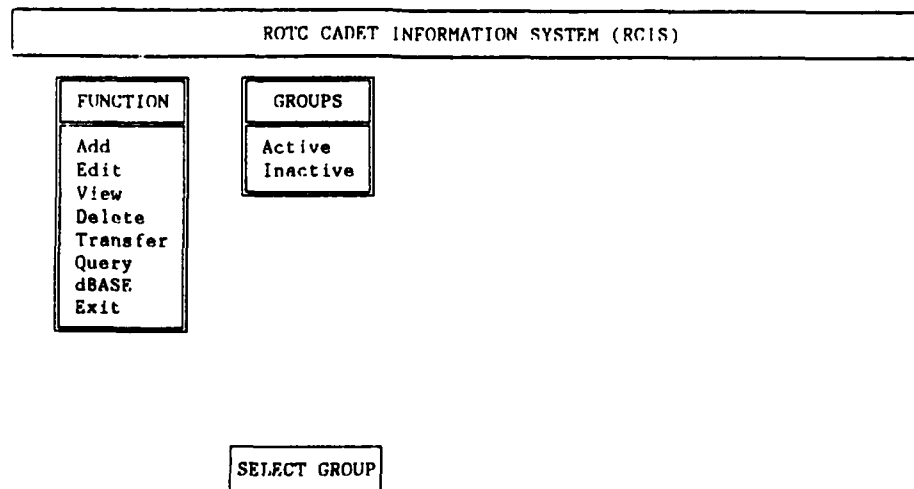 ROTC CADET INFORMATION SYSTEM (RCIS)
FUNCTION
Add
Edit
View
Delete
Transfer
Query
dBASE
Exit
GROUPS
Active
Inactive
SELECT GROUP